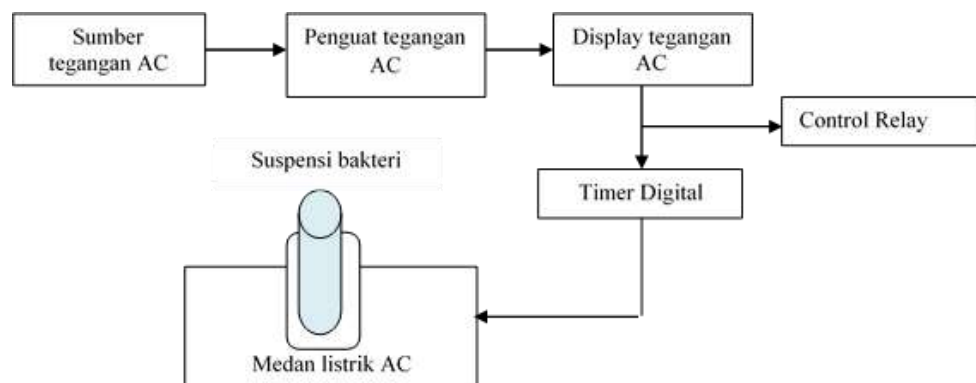 Sumber
tegangan AC
Penguat tegangan
AC
Display tegangan
AC
Control Relay
Suspensi bakteri
Timer Digital
Medan listrik AC